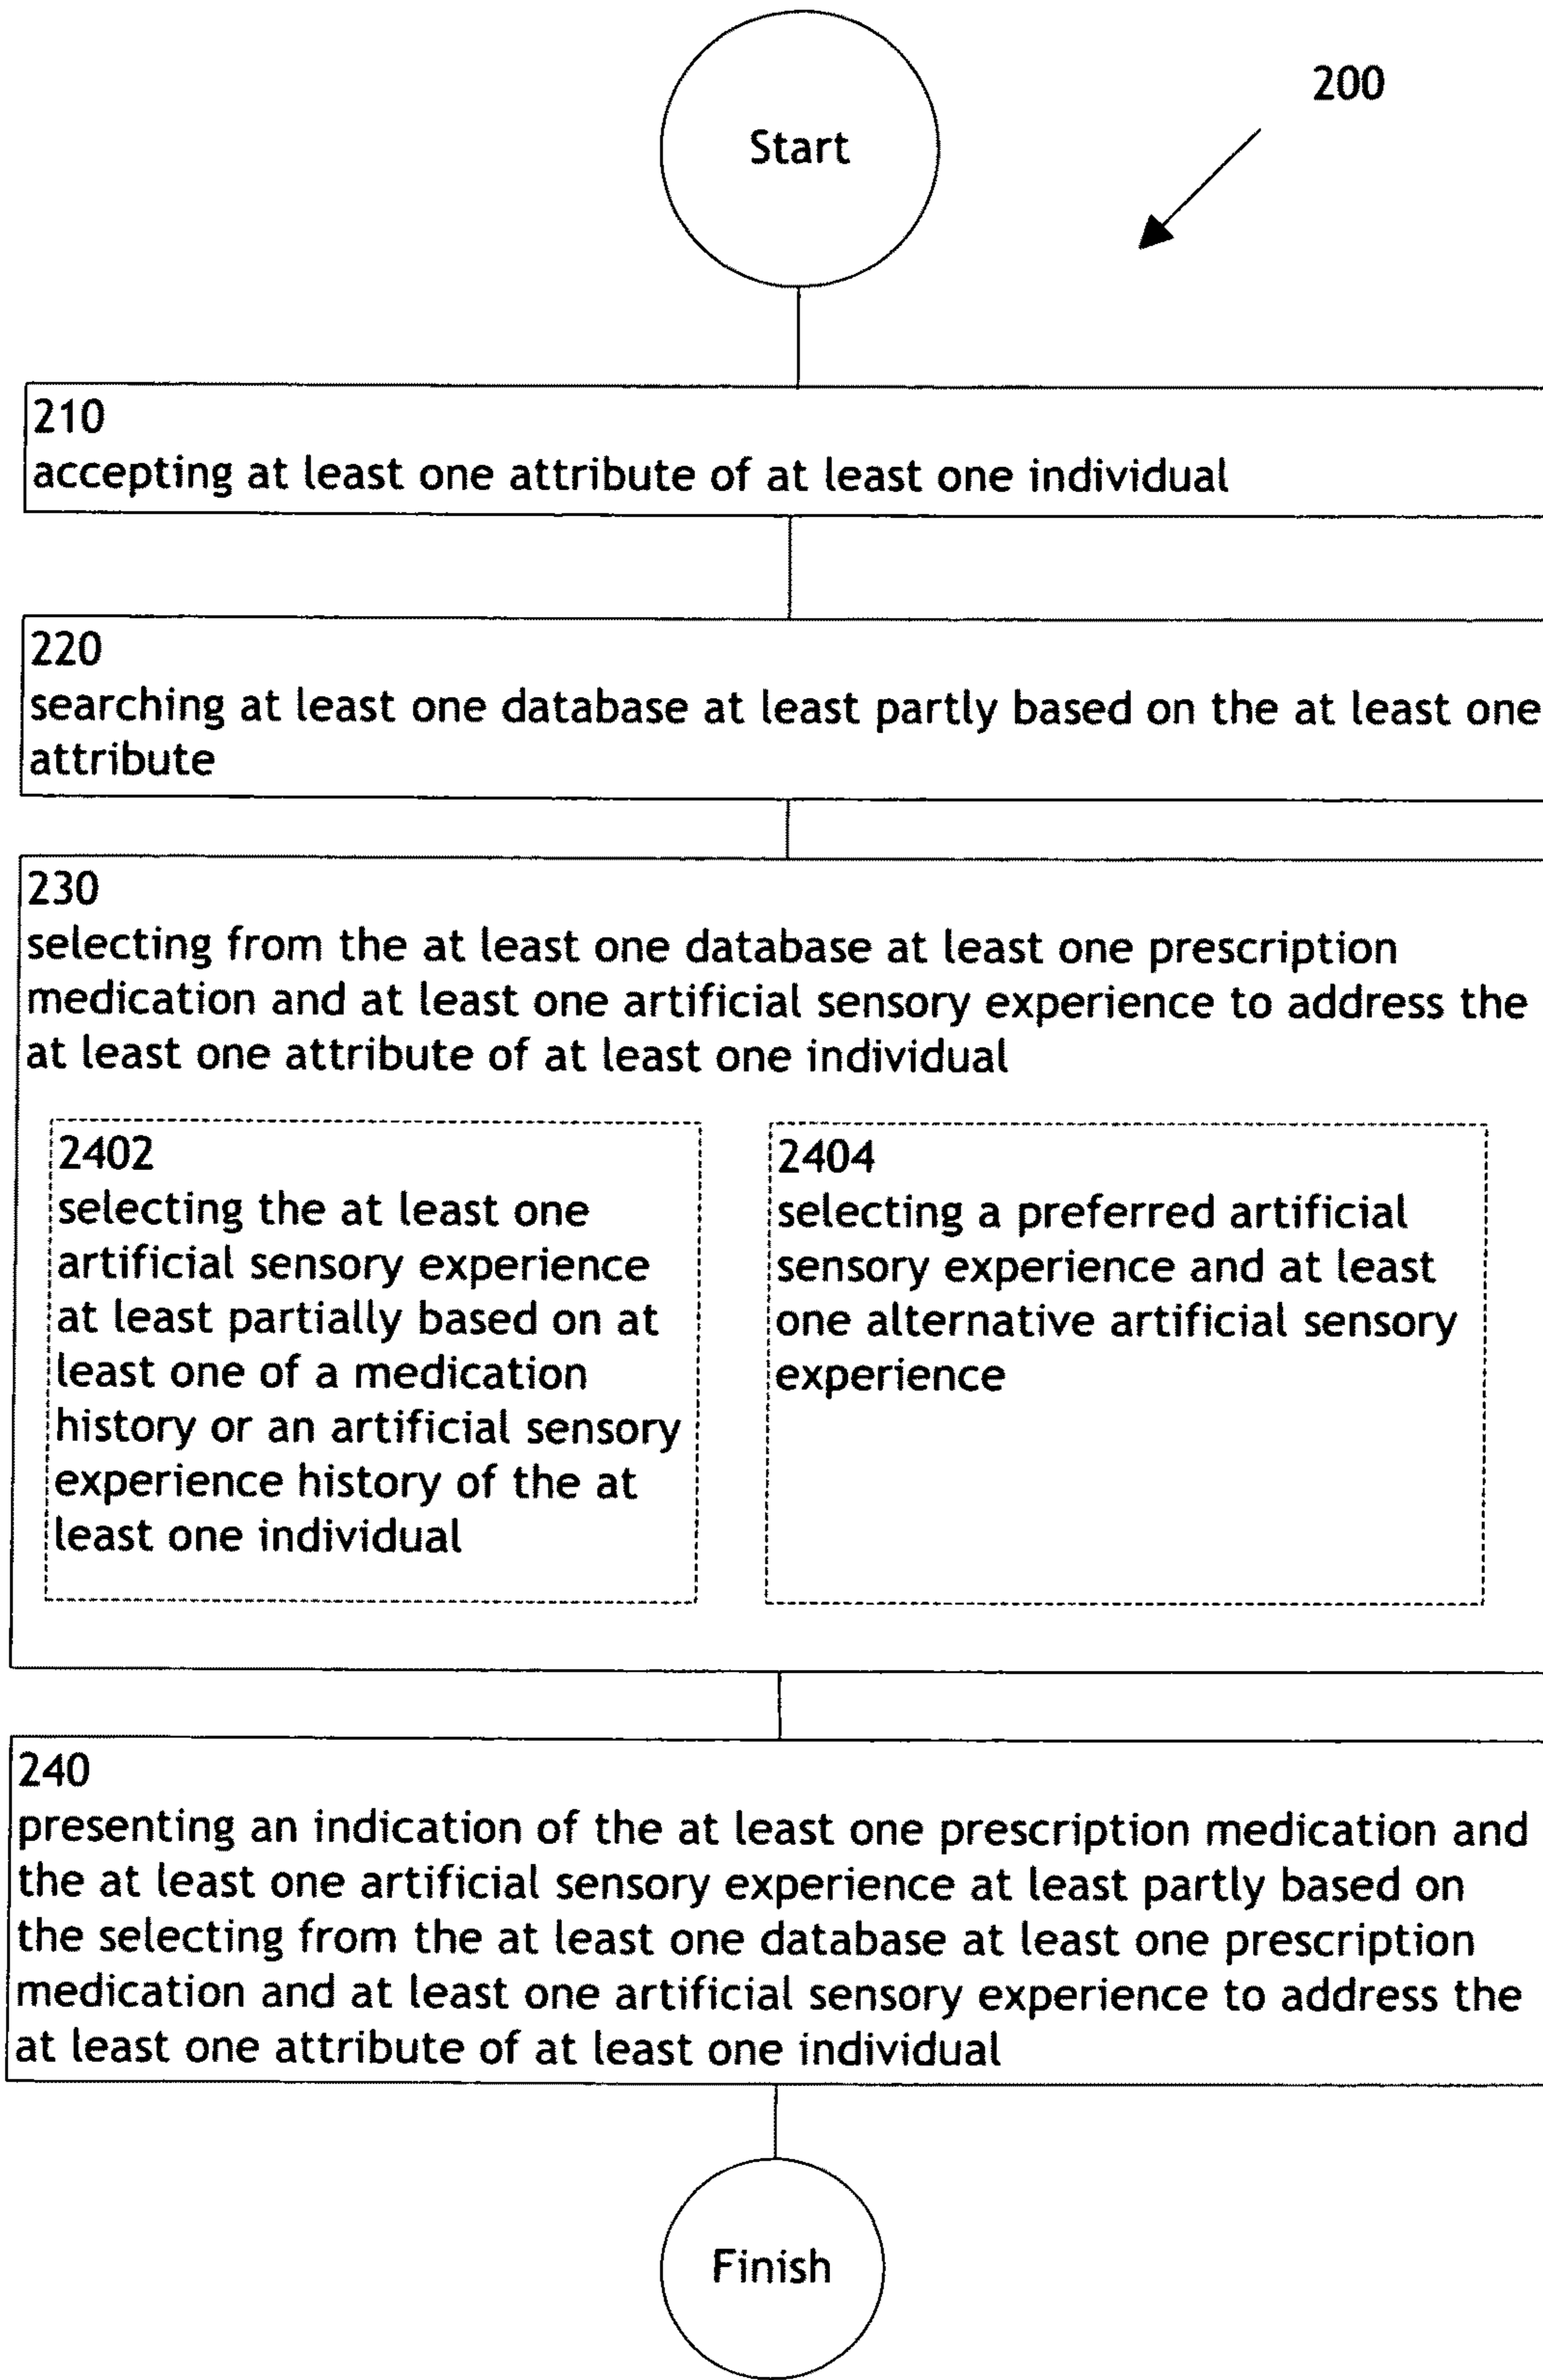 Start
200
210
accepting at least one attribute of at least one individual
220
searching at least one database at least partly based on the at least one
attribute
230
selecting from the at least one database at least one prescription
medication and at least one artificial sensory experience to address the
at least one attribute of at least one individual
2402
selecting the at least one
artificial sensory experience
at least partially based on at
least one of a medication
history or an artificial sensory
experience history of the at
least one individual
2404
selecting a preferred artificial
sensory experience and at least
one alternative artificial sensory
experience
240
presenting an indication of the at least one prescription medication and
the at least one artificial sensory experience at least partly based on
the selecting from the at least one database at least one prescription
medication and at least one artificial sensory experience to address the
at least one attribute of at least one individual
Finish